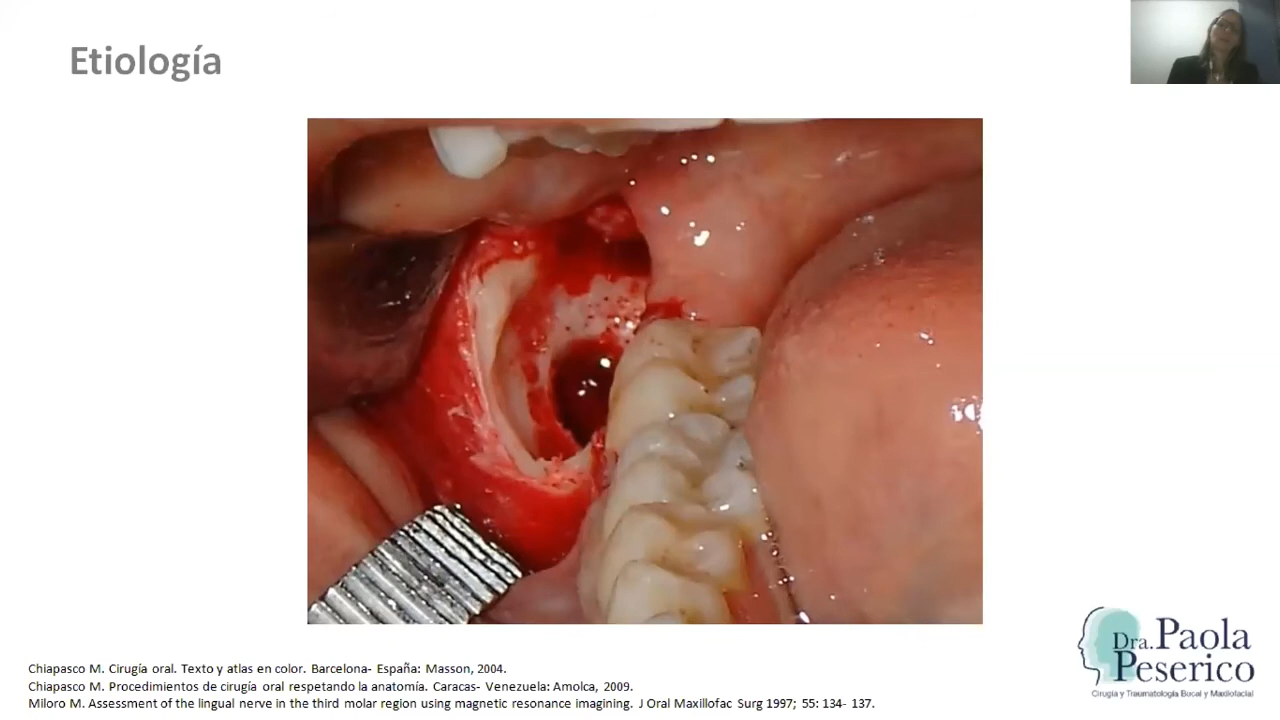 Etiología
Chiapasco M. Cirugía oral. Texto y atlas en color. Barcelona- España: Masson, 2004.
Chiapasco M. Procedimientos de cirugía oral respetando la anatomía. Caracas- Venezuela: Amolca, 2009.
Miloro M. Assessment of the lingual nerve in the third molar region using magnetic resonance imagining. J Oral Maxillofac Surg 1997; 55: 134- 137.
Dra. Paola
Peserico
Cirugía y Traumatología Bucal y Maxilofacial